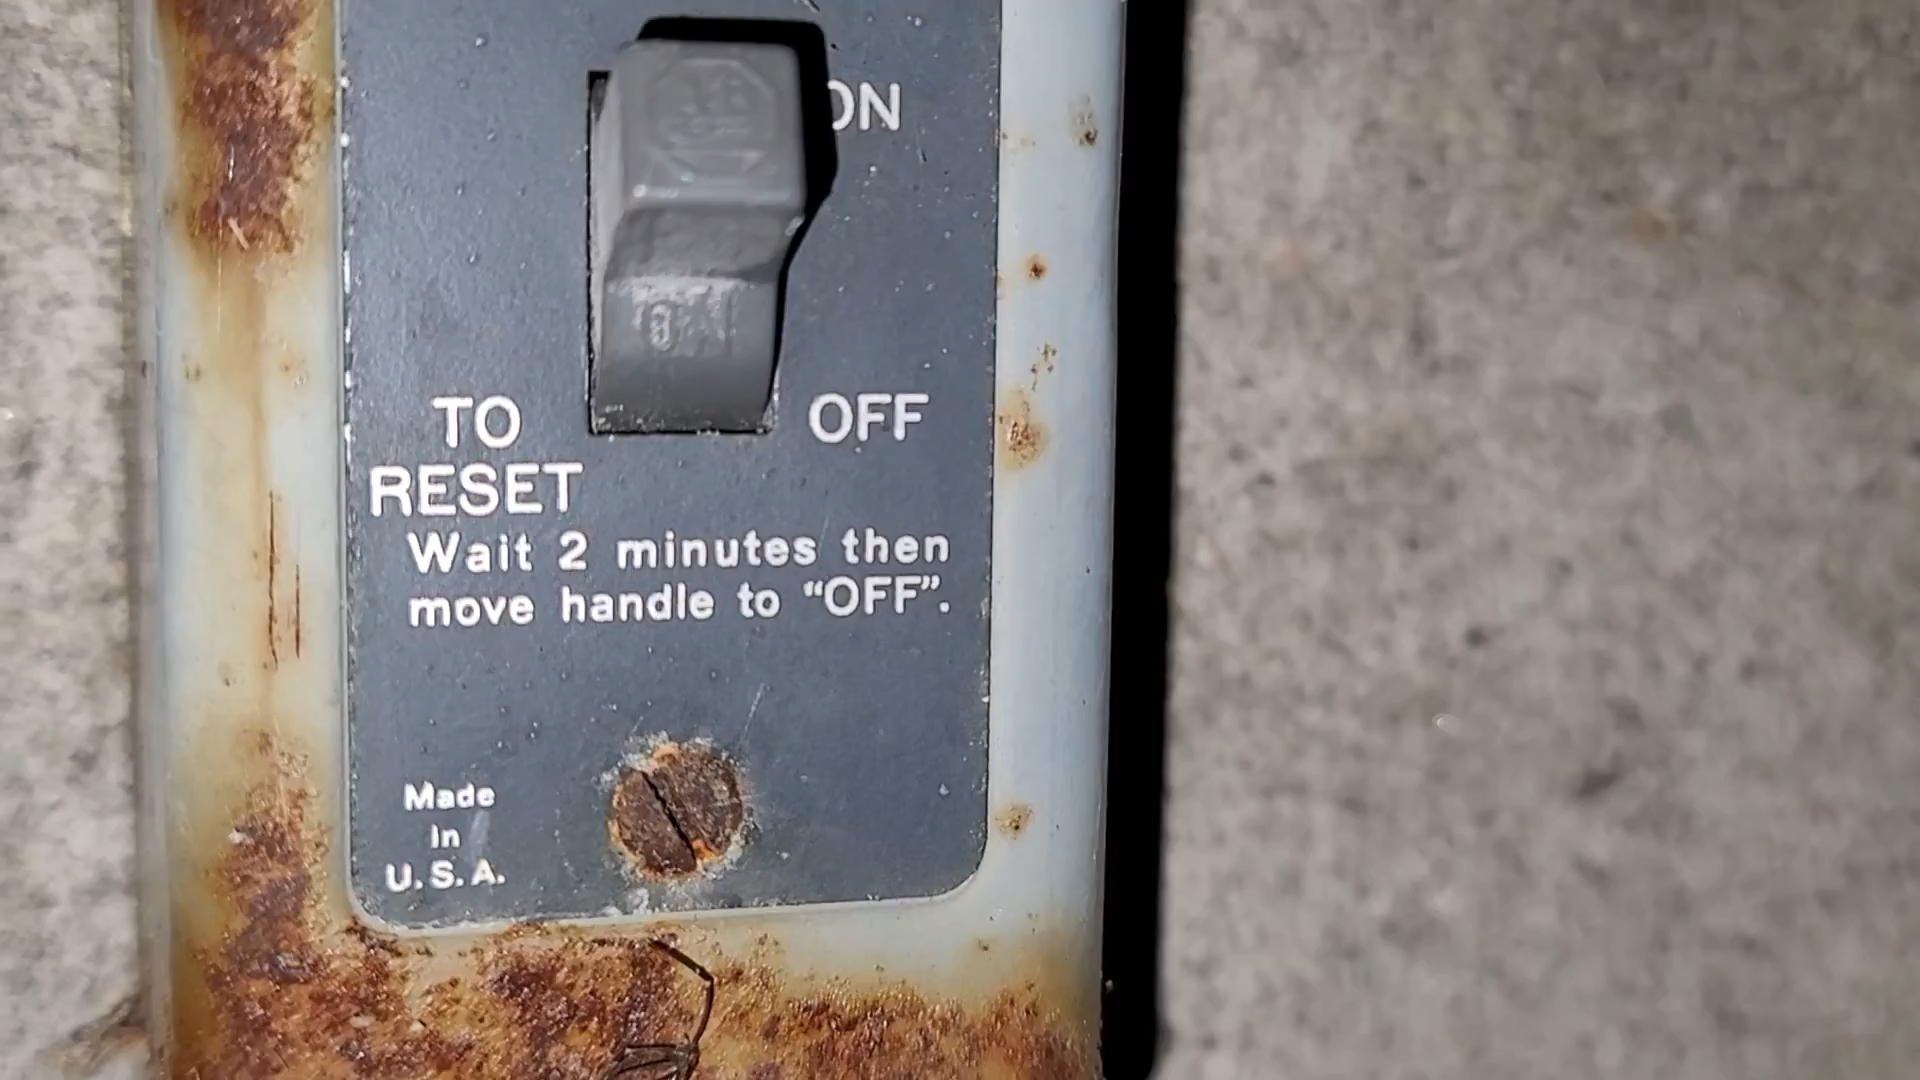 ON
TO
RESET
OFF
Wait 2 minutes then
move handle to “OFF”.
Made
in
U.S.A.